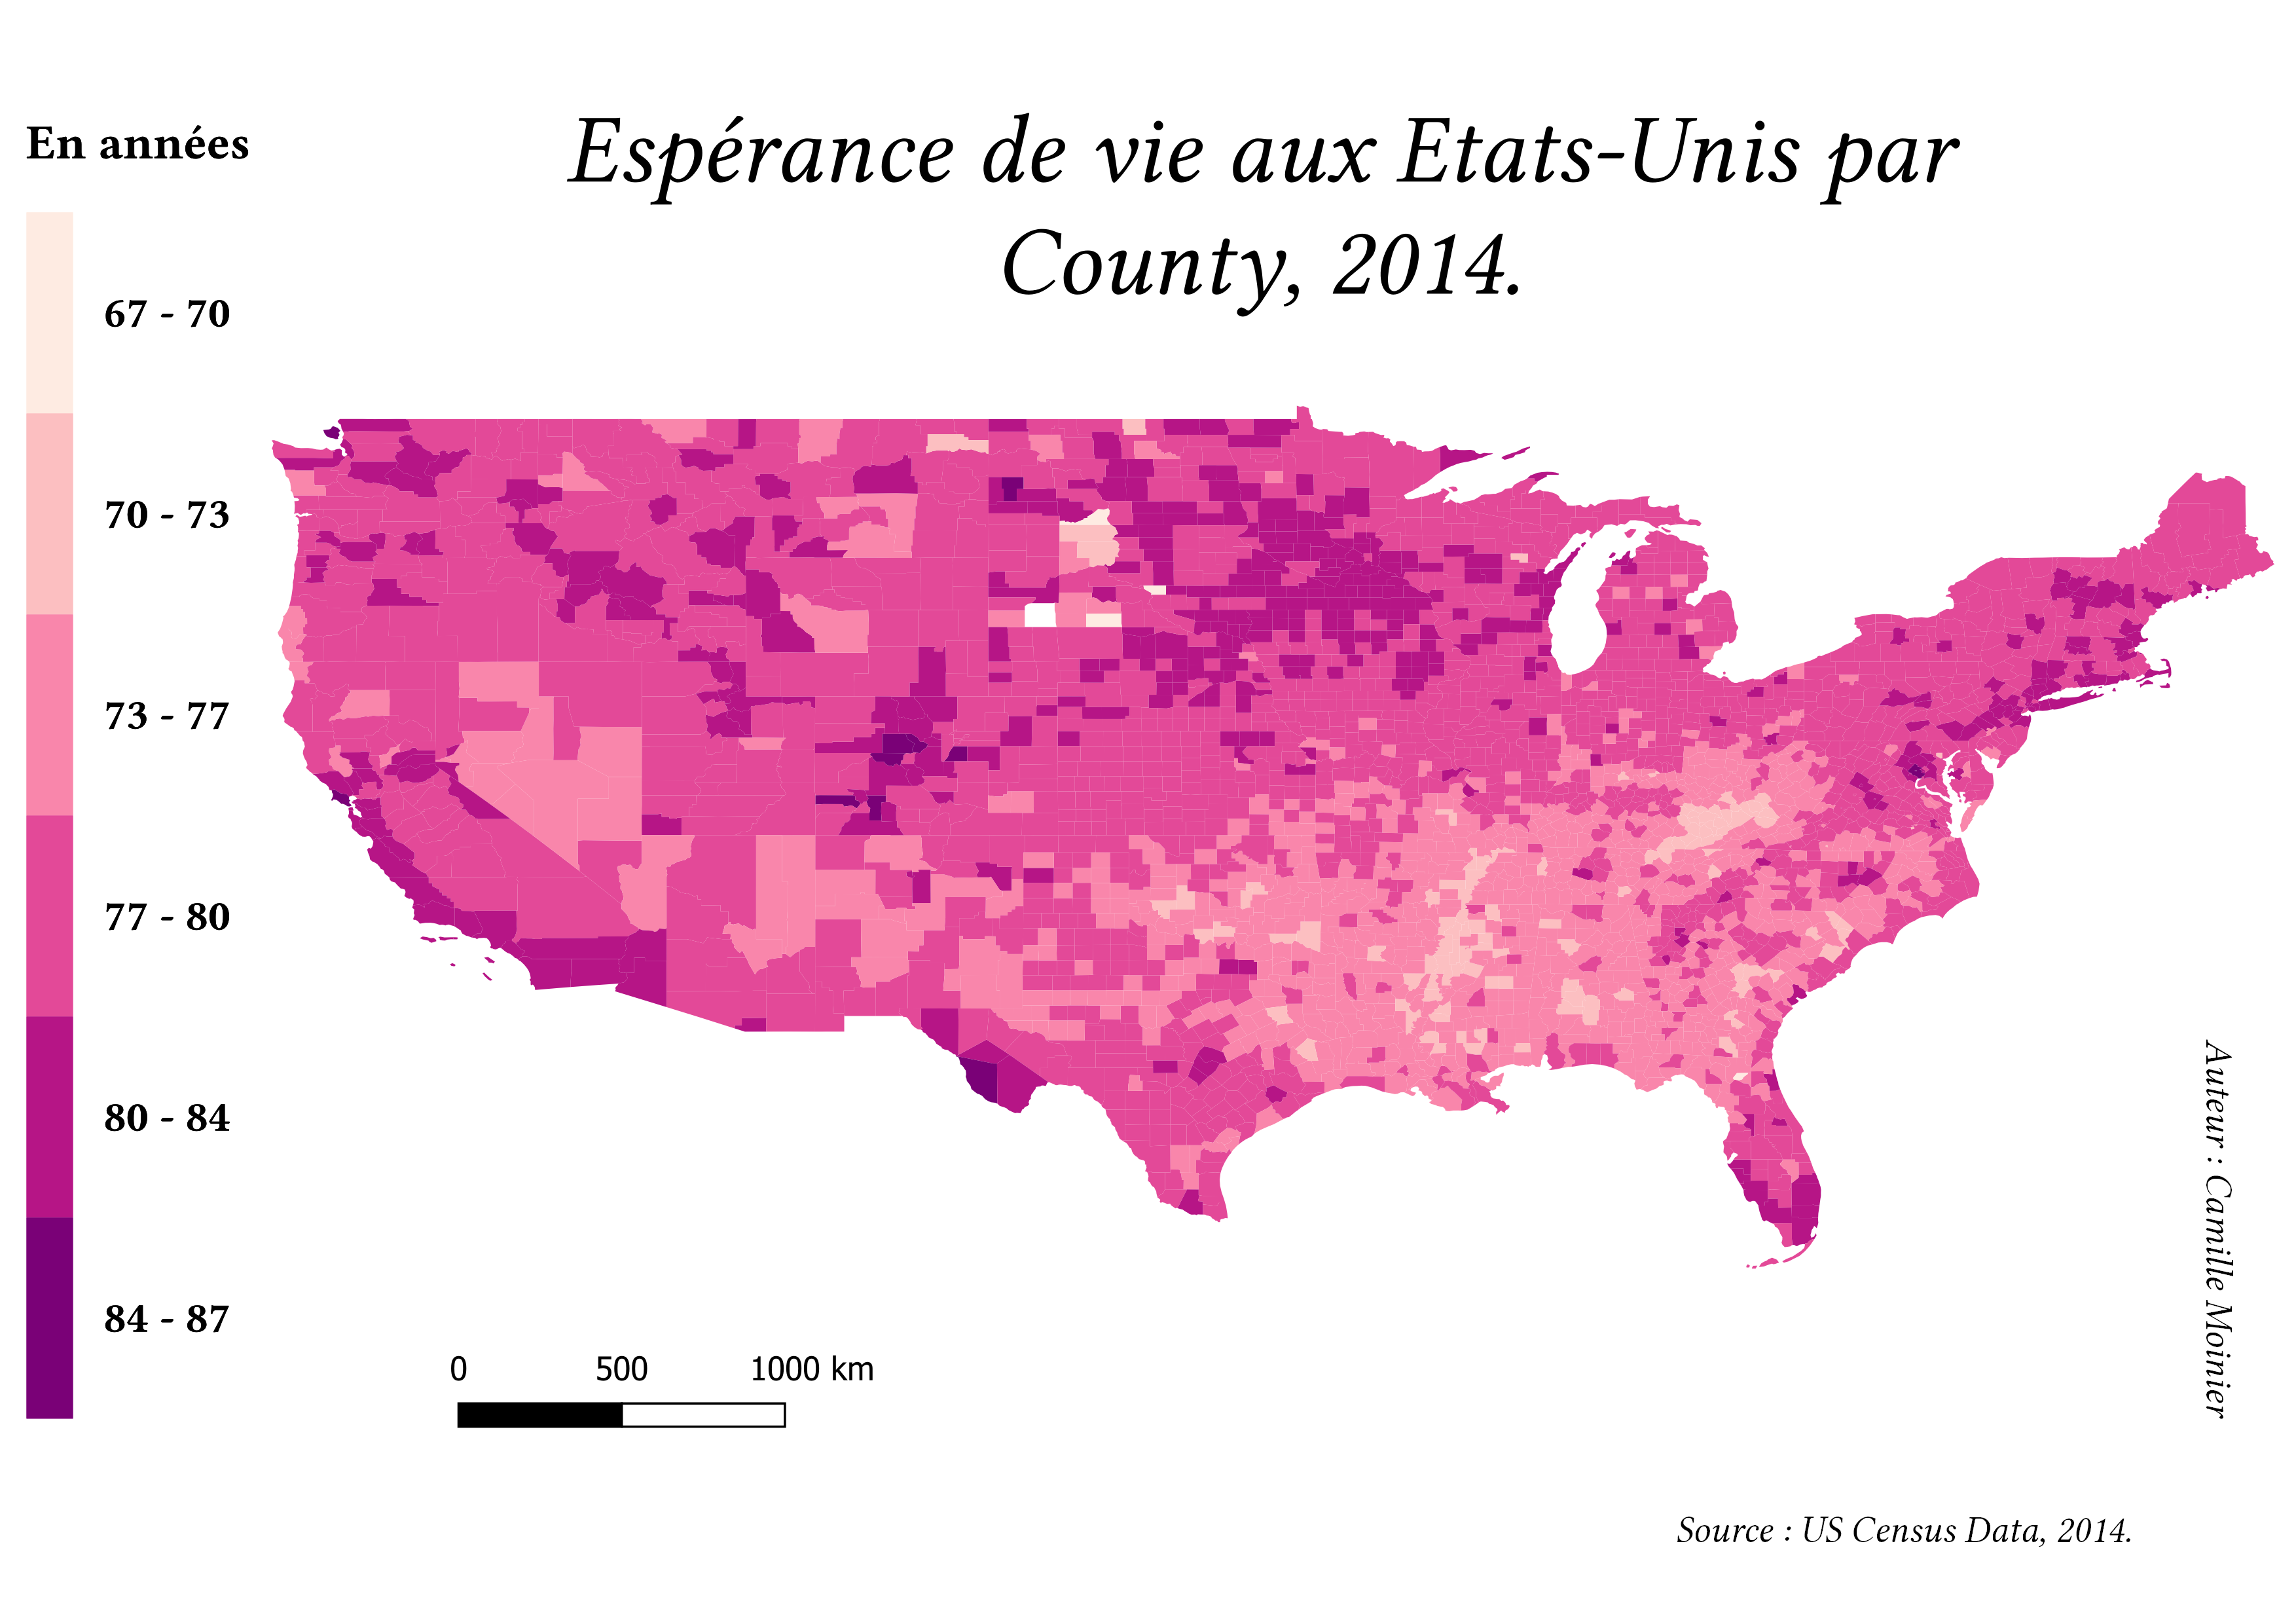 Espérance de vie aux Etats-Unis par
County, 2014.
En années
67 - 70
70 - 73
73 - 77
77 - 80
80 - 84
84 - 87
0 500 1000 km
Auteur : Camille Moinier
Source : US Census Data, 2014.